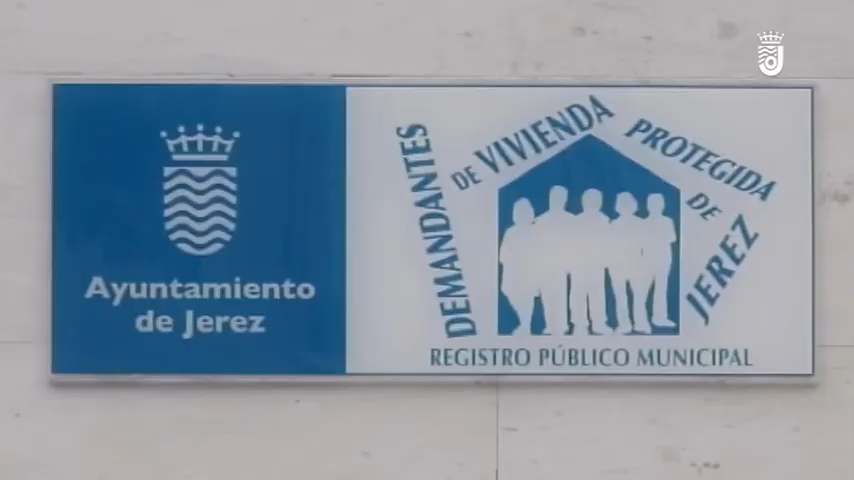 Ayuntamiento
de Jerez
DEMANDANTES
DE VIVIENDA
PROTEGIDA
DE
JEREZ
REGISTRO PÚBLICO MUNICIPAL